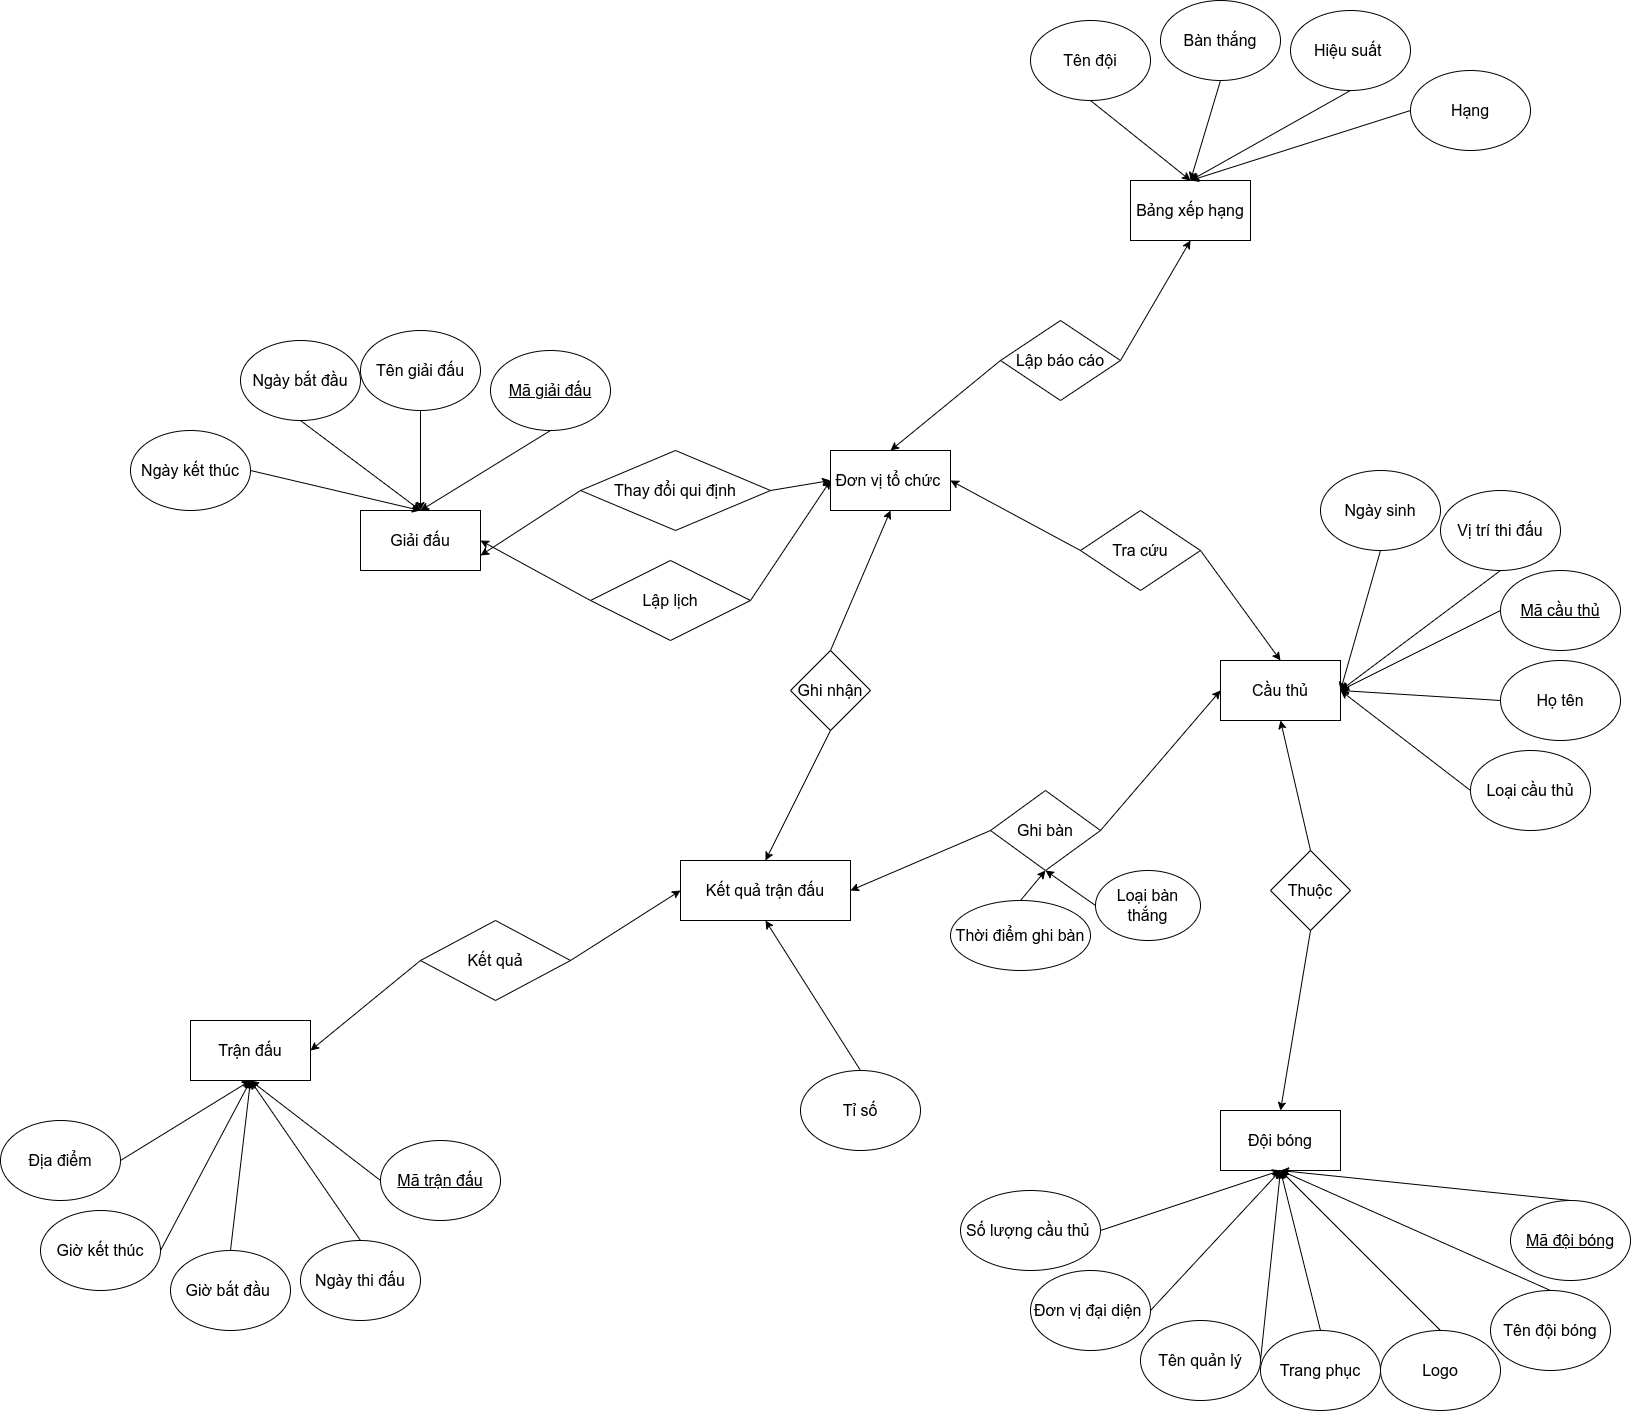 Bàn thắng
Hiệu suất
Tên đội
Hạng
Bảng xếp hạng
Lập báo cáo
Tên giải đấu
Ngày bắt đầu
Mã giải đấu
Ngày kết thúc
Đơn vị tổ chức
Thay đổi qui định
Giải đấu
Ngày sinh
Vị trí thi đấu
Tra cứu
Lập lịch
Mã cầu thủ
Ghi nhận
Cầu thủ
Họ tên
Loại cầu thủ
Ghi bàn
Kết quả trận đấu
Thuộc
Loại bàn
thắng
Thời điểm ghi bàn
Kết quả
Trận đấu
Tỉ số
Đội bóng
Địa điểm
Mã trận đấu
Số lượng cầu thủ
Mã đội bóng
Giờ kết thúc
Giờ bắt đầu
Ngày thi đấu
Đơn vị đại diện
Tên đội bóng
Tên quản lý
Trang phục
Logo